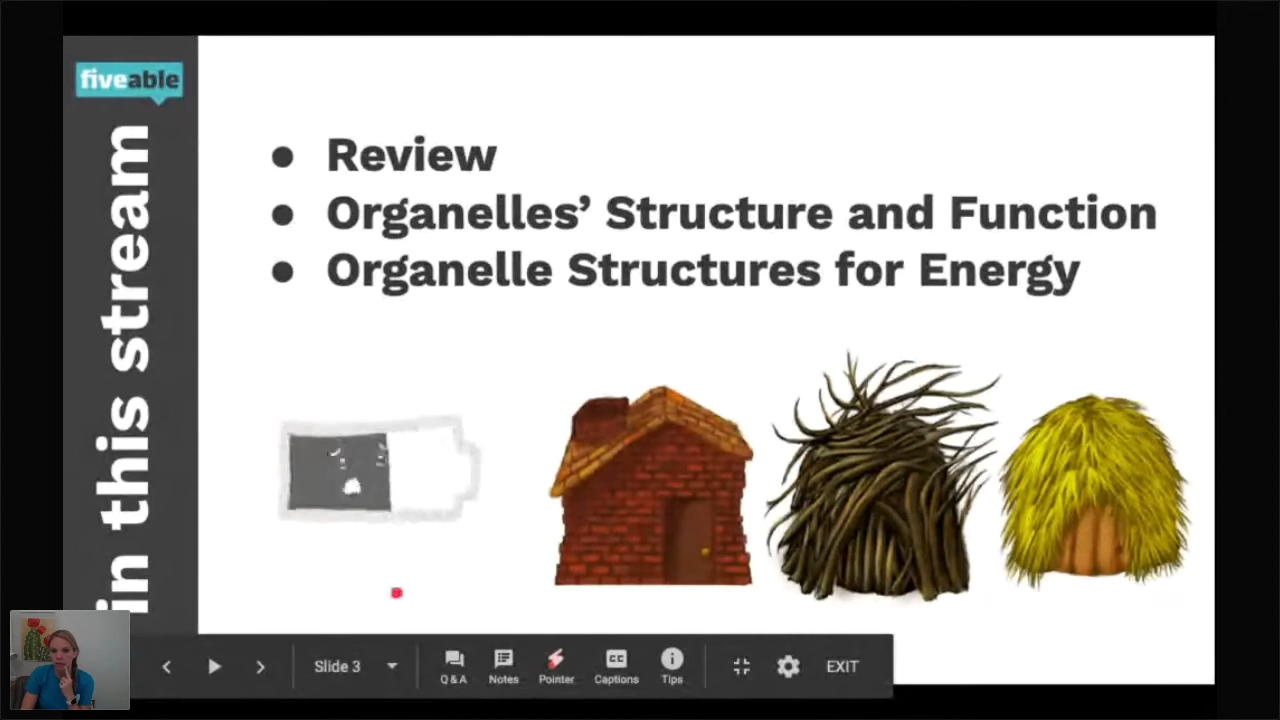 fiveable
in this stream
● Review
● Organelles’ Structure and Function
● Organelle Structures for Energy
Slide 3
Q & A
Notes
Pointer
CC
Captions
Tips
EXIT